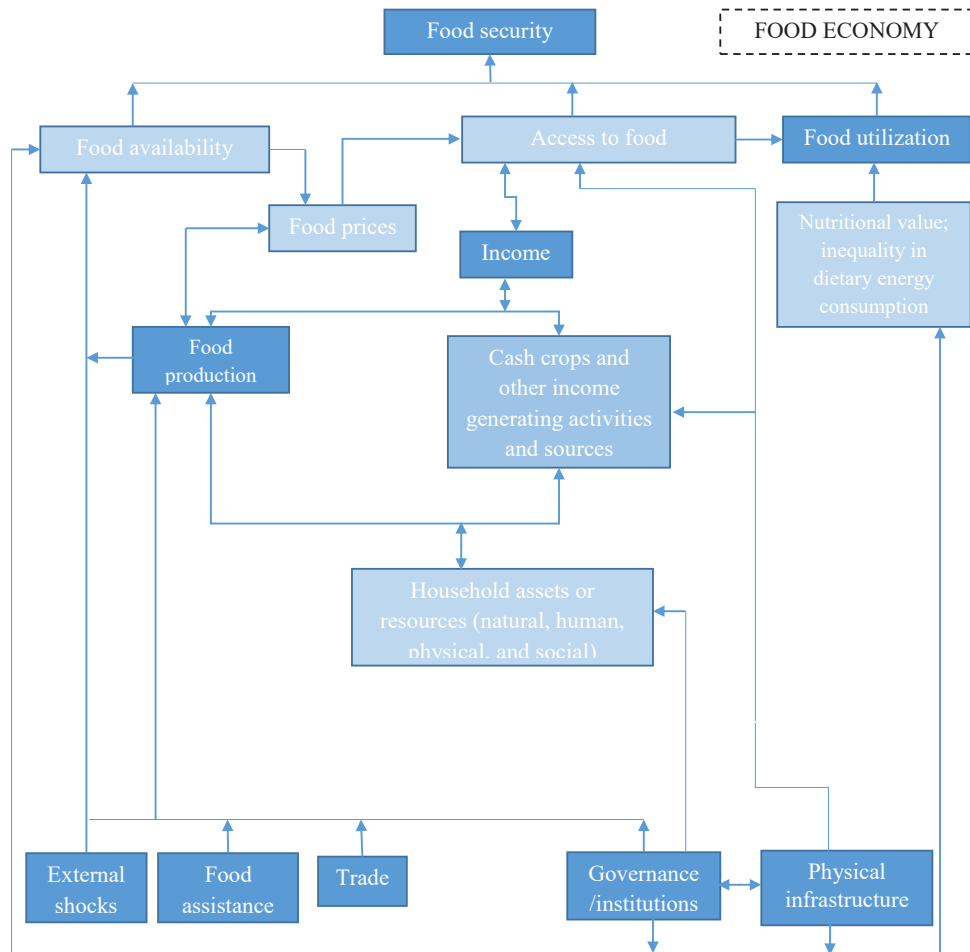 Food security
FOOD ECONOMY
Food availability
Access to food
Food utilization
Food prices
Income
Nutritional value;
inequality in
dietary energy
consumption
Food
production
Cash crops and
other income
generating activities
and sources
Household assets or
resources (natural, human,
physical, and social)
External
shocks
Food
assistance
Trade
Governance
/institutions
Physical
infrastructure